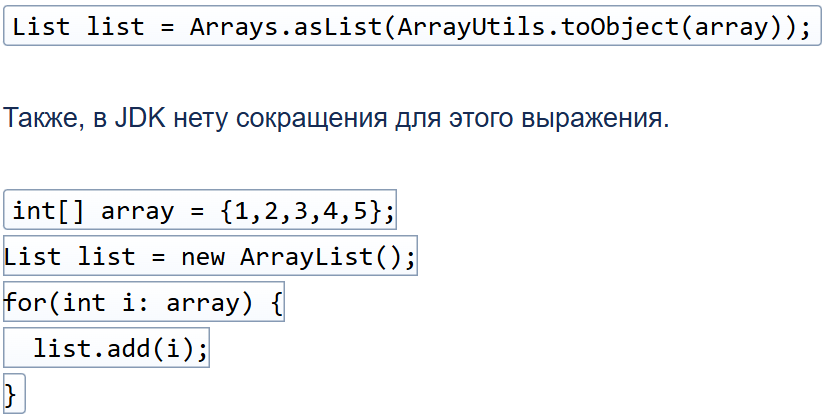 List list = Arrays.asList(ArrayUtils.toObject(array));
Также, в JDK нету сокращения для этого выражения.
int[] array = {1,2,3,4,5};
List list = new ArrayList();
for(int i: array) {
  list.add(i);
}